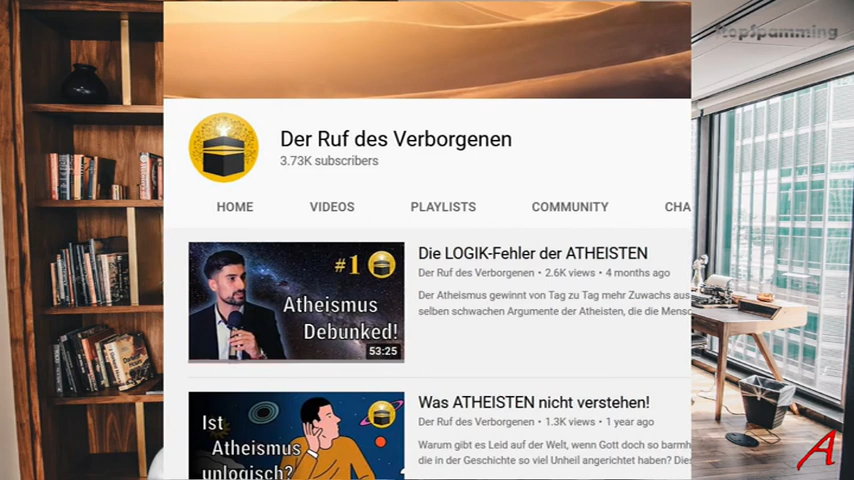 stopSpamming
Der Ruf des Verborgenen
3.73K subscribers
HOME VIDEOS PLAYLISTS COMMUNITY CHA
#1
Atheismus
Debunked!
53:25
Die LOGIK-Fehler der ATHEISTEN
Der Ruf des Verborgenen • 2.6K views • 4 months ago
Der Atheismus gewinnt von Tag zu Tag mehr Zuwachs aus
selben schwachen Argumente der Atheisten, die die Mensc
Ist
Atheismus
unlogisch?
Was ATHEISTEN nicht verstehen!
Der Ruf des Verborgenen • 1.3K views • 1 year ago
Warum gibt es Leid auf der Welt, wenn Gott doch so barmh
die in der Geschichte so viel Unheil angerichtet haben? Dies
A